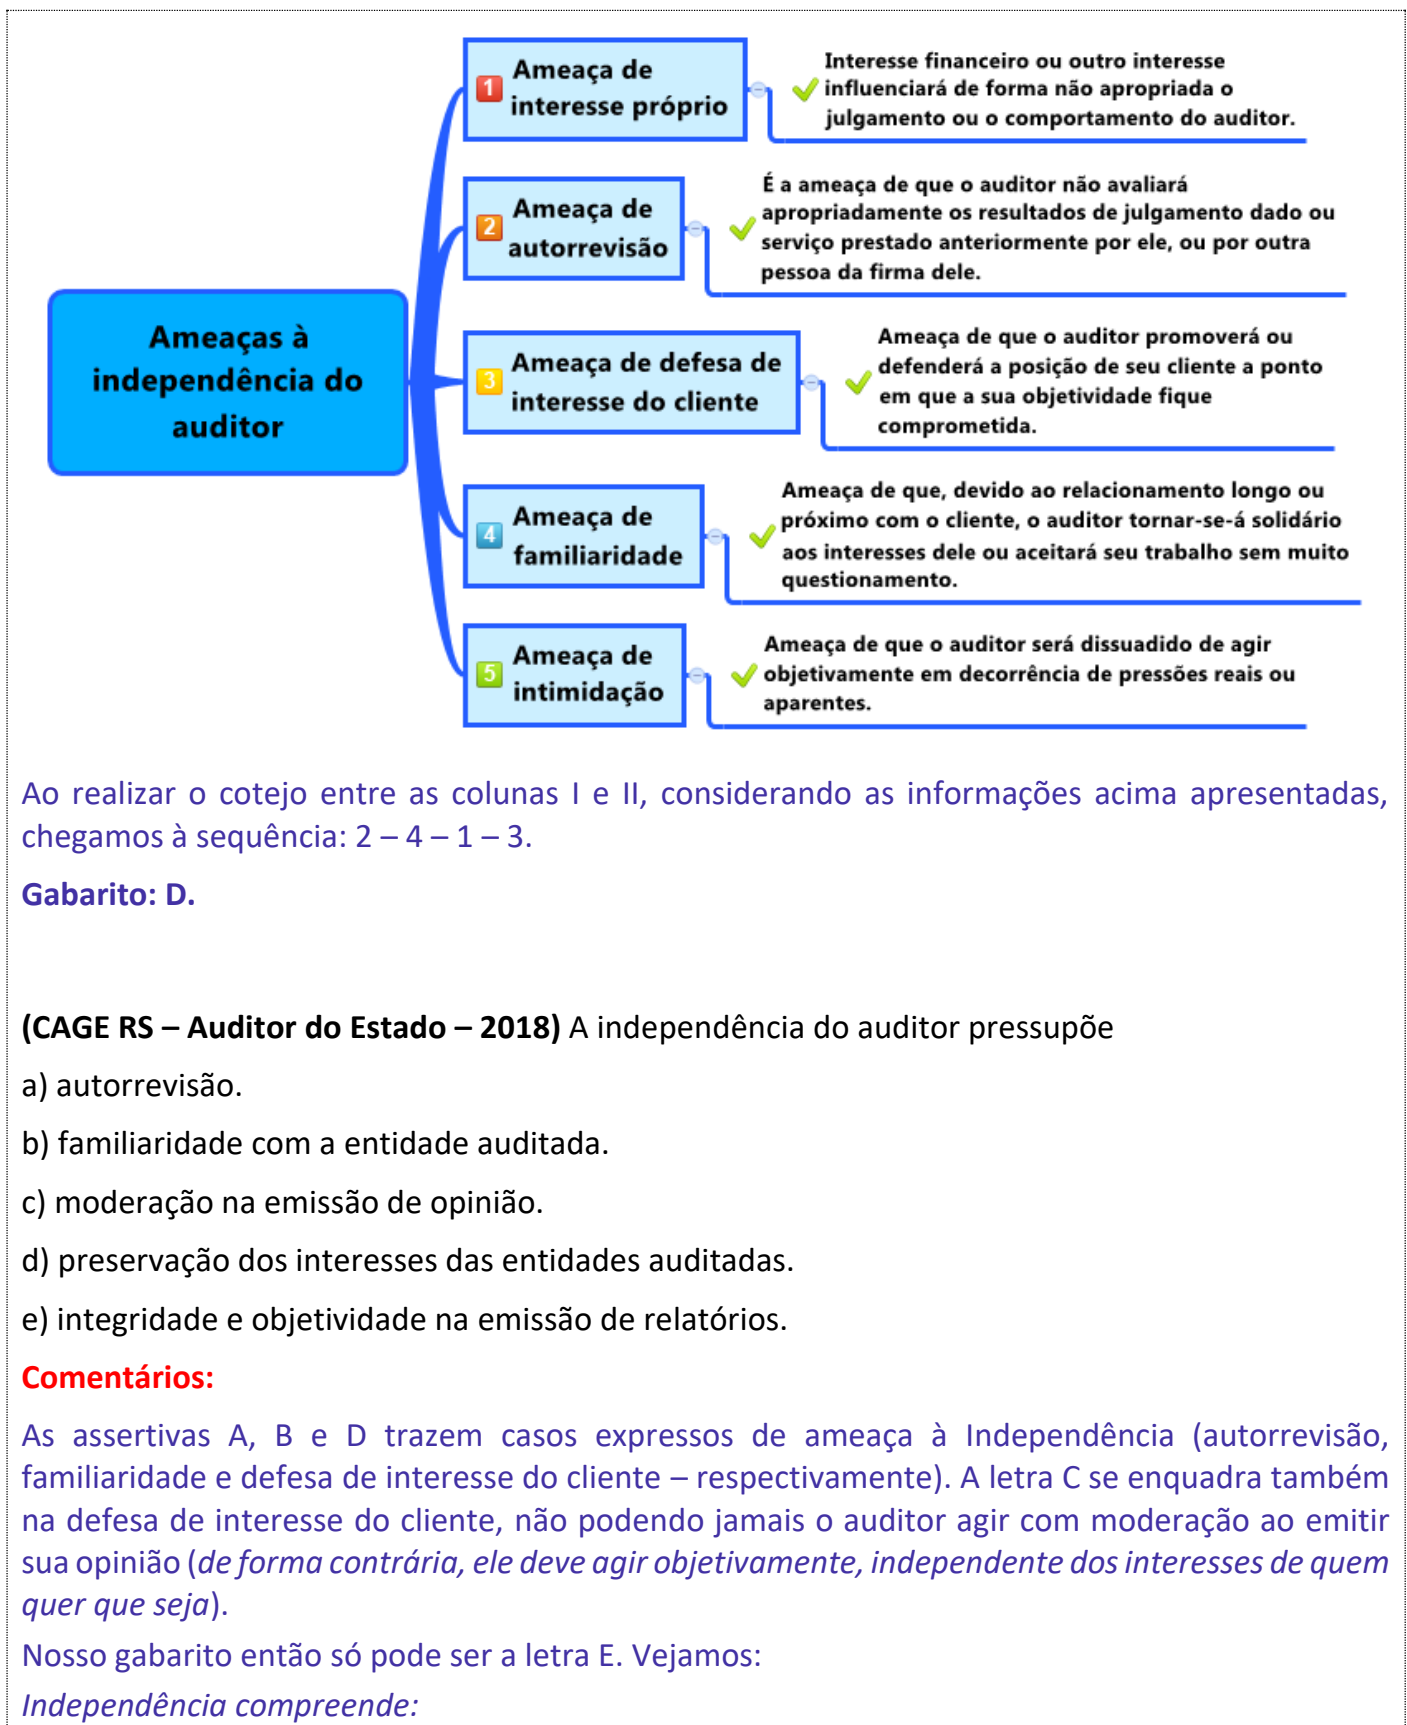 Ameaças à
independência do
auditor
1 Ameaça de
interesse próprio
Interesse financeiro ou outro interesse
influenciará de forma não apropriada o
julgamento ou o comportamento do auditor.
2 Ameaça de
autorrevisão
É a ameaça de que o auditor não avaliará
apropriadamente os resultados de julgamento dado ou
serviço prestado anteriormente por ele, ou por outra
pessoa da firma dele.
3 Ameaça de defesa de
interesse do cliente
Ameaça de que o auditor promoverá ou
defenderá a posição de seu cliente a ponto
em que a sua objetividade fique
comprometida.
4 Ameaça de
familiaridade
Ameaça de que, devido ao relacionamento longo ou
próximo com o cliente, o auditor tornar-se-á solidário
aos interesses dele ou aceitará seu trabalho sem muito
questionamento.
5 Ameaça de
intimidação
Ameaça de que o auditor será dissuadido de agir
objetivamente em decorrência de pressões reais ou
aparentes.
Ao realizar o cotejo entre as colunas I e II, considerando as informações acima apresentadas,
chegamos à sequência: 2 – 4 – 1 – 3.
Gabarito: D.
(CAGE RS – Auditor do Estado – 2018) A independência do auditor pressupõe
a) autorrevisão.
b) familiaridade com a entidade auditada.
c) moderação na emissão de opinião.
d) preservação dos interesses das entidades auditadas.
e) integridade e objetividade na emissão de relatórios.
Comentários:
As assertivas A, B e D trazem casos expressos de ameaça à Independência (autorrevisão,
familiaridade e defesa de interesse do cliente – respectivamente). A letra C se enquadra também
na defesa de interesse do cliente, não podendo jamais o auditor agir com moderação ao emitir
sua opinião (de forma contrária, ele deve agir objetivamente, independente dos interesses de quem
quer que seja).
Nosso gabarito então só pode ser a letra E. Vejamos:
Independência compreende: